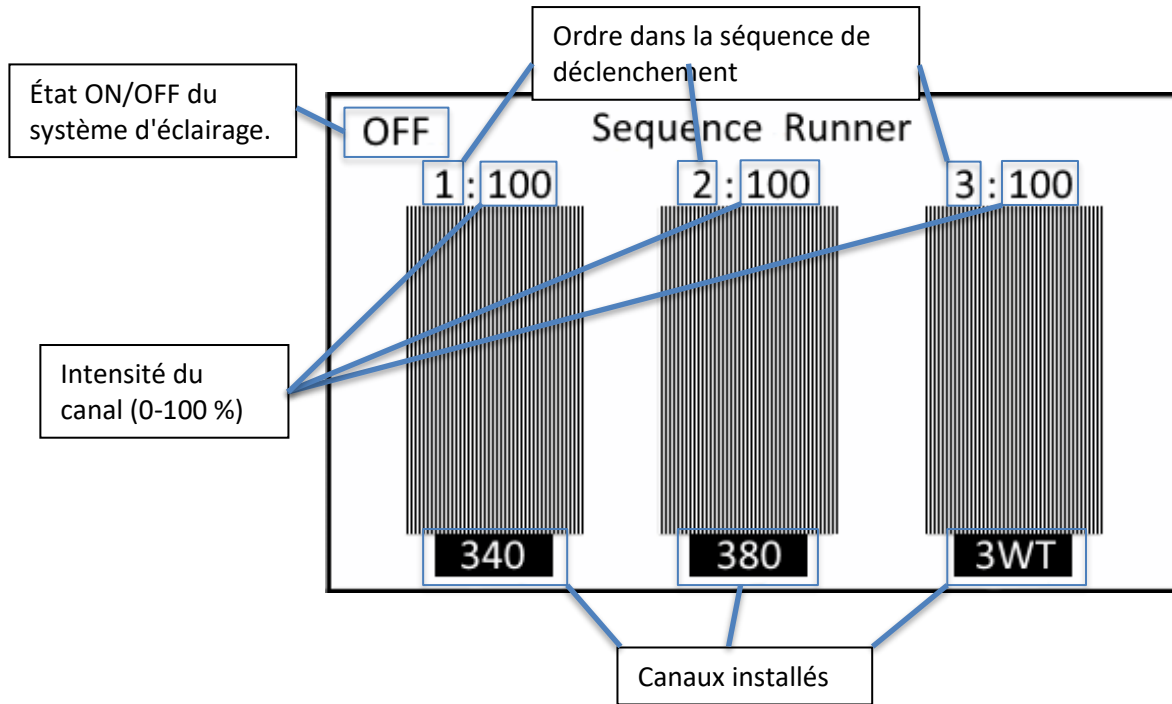 Ordre dans la séquence de
déclenchement
État ON/OFF du
système d'éclairage.
OFF
Sequence Runner
1 : 100
2 : 100
3 : 100
Intensité du
canal (0-100 %)
340
380
3WT
Canaux installés